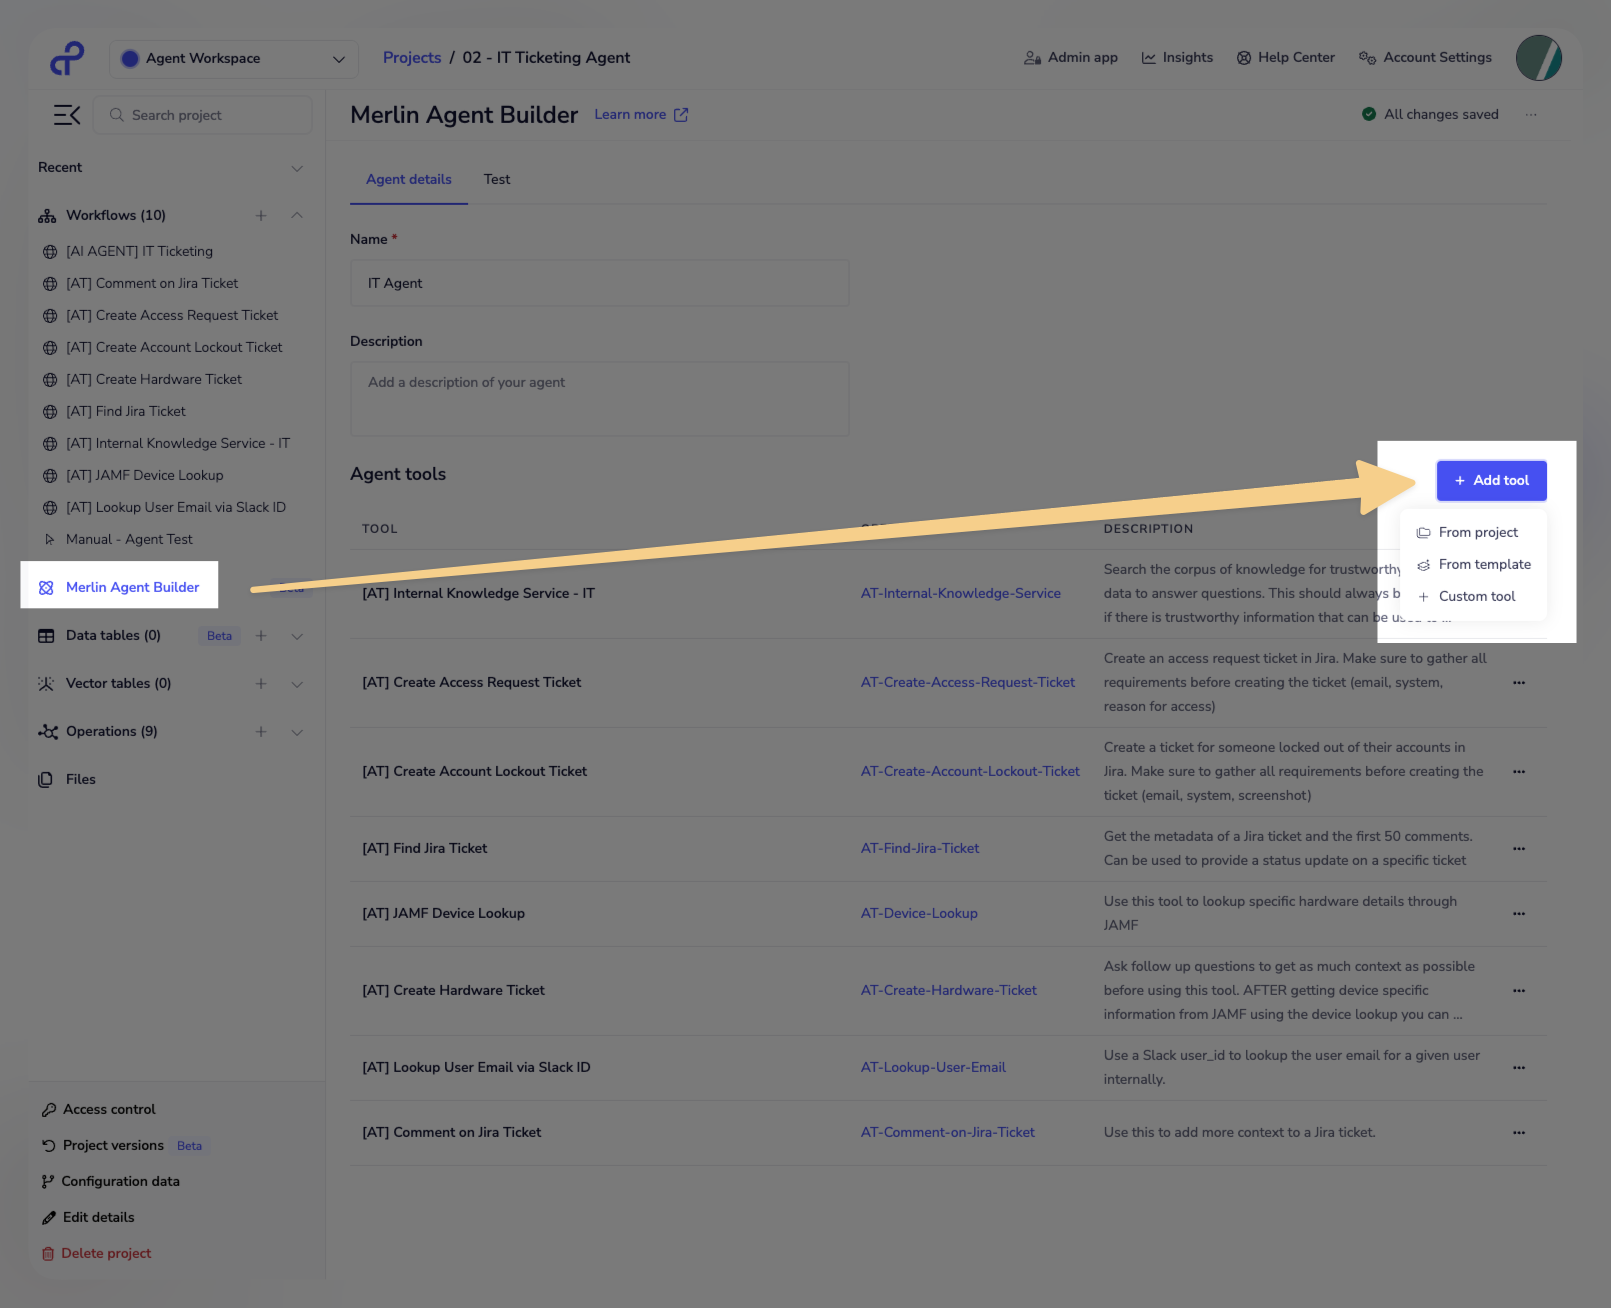 Agent Workspace
Projects / 02 - IT Ticketing Agent
Admin app
Insights
Help Center
Account Settings
Search project
Merlin Agent Builder
Learn more
All changes saved
Recent
Workflows (10)
[AI AGENT] IT Ticketing
[AT] Comment on Jira Ticket
[AT] Create Access Request Ticket
[AT] Create Account Lockout Ticket
[AT] Create Hardware Ticket
[AT] Find Jira Ticket
[AT] Internal Knowledge Service - IT
[AT] JAMF Device Lookup
[AT] Lookup User Email via Slack ID
Manual - Agent Test
Merlin Agent Builder
Beta
Data tables (0)
Beta
Vector tables (0)
Operations (9)
Files
Access control
Project versions
Beta
Configuration data
Edit details
Delete project
Agent details
Test
Name *
IT Agent
Description
Add a description of your agent
Agent tools
+ Add tool
From project
From template
+ Custom tool
TOOL
DESCRIPTION
[AT] Internal Knowledge Service - IT
AT-Internal-Knowledge-Service
Search the corpus of knowledge for trustworthy
data to answer questions. This should always b
if there is trustworthy information that can be
[AT] Create Access Request Ticket
AT-Create-Access-Request-Ticket
Create an access request ticket in Jira. Make sure to gather all
requirements before creating the ticket (email, system,
reason for access)
[AT] Create Account Lockout Ticket
AT-Create-Account-Lockout-Ticket
Create a ticket for someone locked out of their accounts in
Jira. Make sure to gather all requirements before creating the
ticket (email, system, screenshot)
[AT] Find Jira Ticket
AT-Find-Jira-Ticket
Get the metadata of a Jira ticket and the first 50 comments.
Can be used to provide a status update on a specific ticket
[AT] JAMF Device Lookup
AT-Device-Lookup
Use this tool to lookup specific hardware details through
JAMF
[AT] Create Hardware Ticket
AT-Create-Hardware-Ticket
Ask follow up questions to get as much context as possible
before using this tool. AFTER getting device specific
information from JAMF using the device lookup you can ...
[AT] Lookup User Email via Slack ID
AT-Lookup-User-Email
Use a Slack user_id to lookup the user email for a given user
internally.
[AT] Comment on Jira Ticket
AT-Comment-on-Jira-Ticket
Use this to add more context to a Jira ticket.